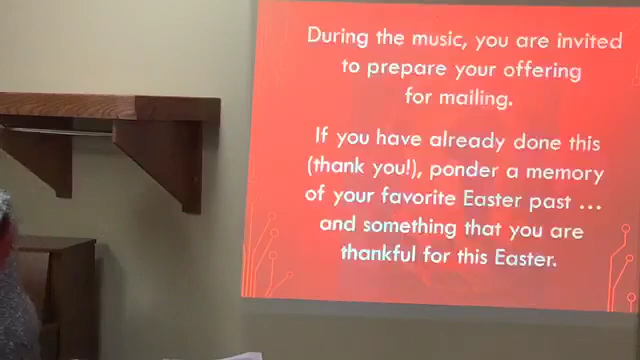 During the music, you are invited
to prepare your offering
for mailing.
If you have already done this
(thank you!), ponder a memory
of your favorite Easter past ...
and something that you are
thankful for this Easter.